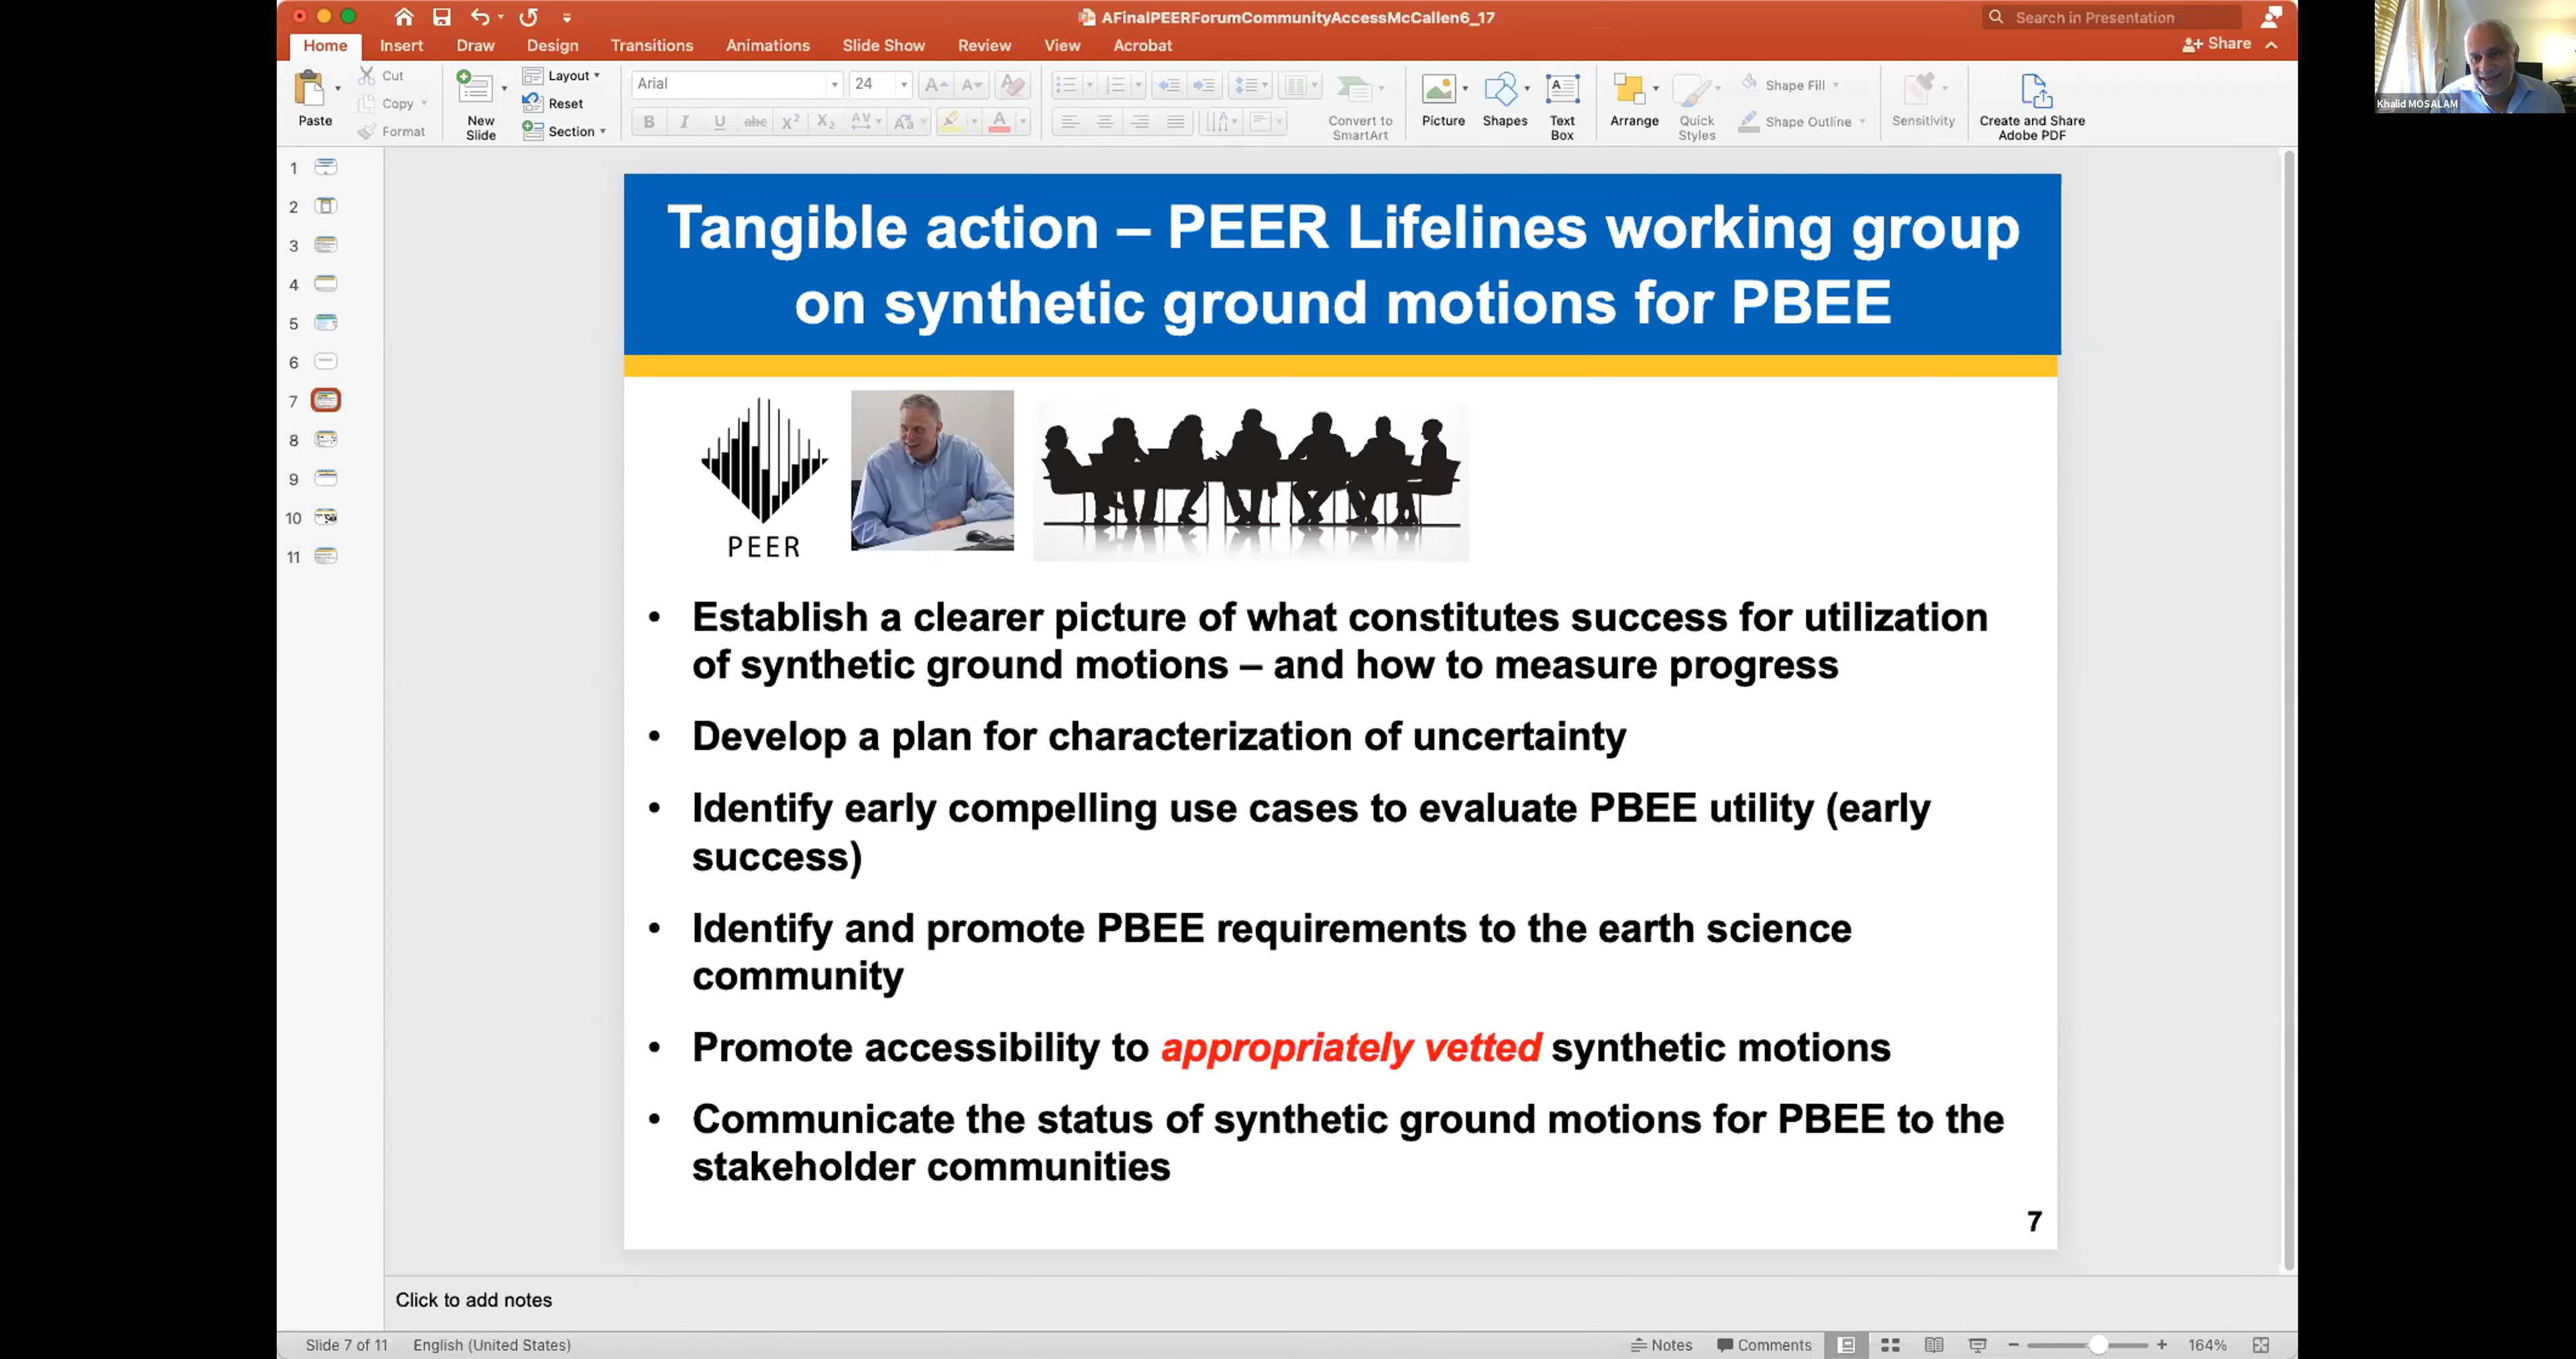 AFinalPEERForumCommunityAccessMcCallen6_17
Search in Presentation
Home Insert Draw Design Transitions Animations Slide Show Review View Acrobat
Share
Paste
Cut
Copy
Format
New
Slide
Layout
Reset
Section
Arial
24
Convert to
SmartArt
Picture
Shapes
Text
Box
Arrange
Quick
Styles
Shape Fill
Shape Outline
Sensitivity
Create and Share
Adobe PDF
Khalid MOSALAM
1
2
3
4
5
6
7
8
9
10
11
Tangible action – PEER Lifelines working group
on synthetic ground motions for PBEE
PEER
• Establish a clearer picture of what constitutes success for utilization
of synthetic ground motions – and how to measure progress
• Develop a plan for characterization of uncertainty
• Identify early compelling use cases to evaluate PBEE utility (early
success)
• Identify and promote PBEE requirements to the earth science
community
• Promote accessibility to appropriately vetted synthetic motions
• Communicate the status of synthetic ground motions for PBEE to the
stakeholder communities
7
Click to add notes
Slide 7 of 11 English (United States)
Notes Comments 164%